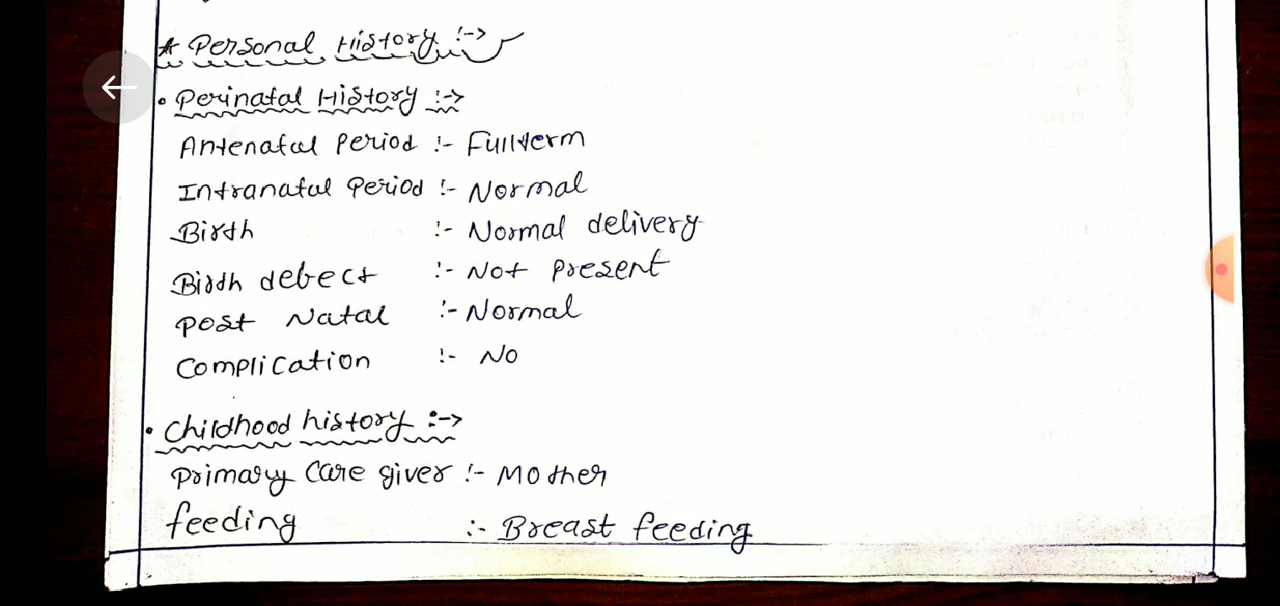 * Personal History :->
• Perinatal History :->
Antenatal Period :- Fullterm
Intranatal Period :- Normal
Birth :- Normal delivery
Birth debect :- Not Present
Post Natal :- Normal
Complication :- No
• Childhood history :->
Primary Care giver :- Mother
feeding :- Breast feeding